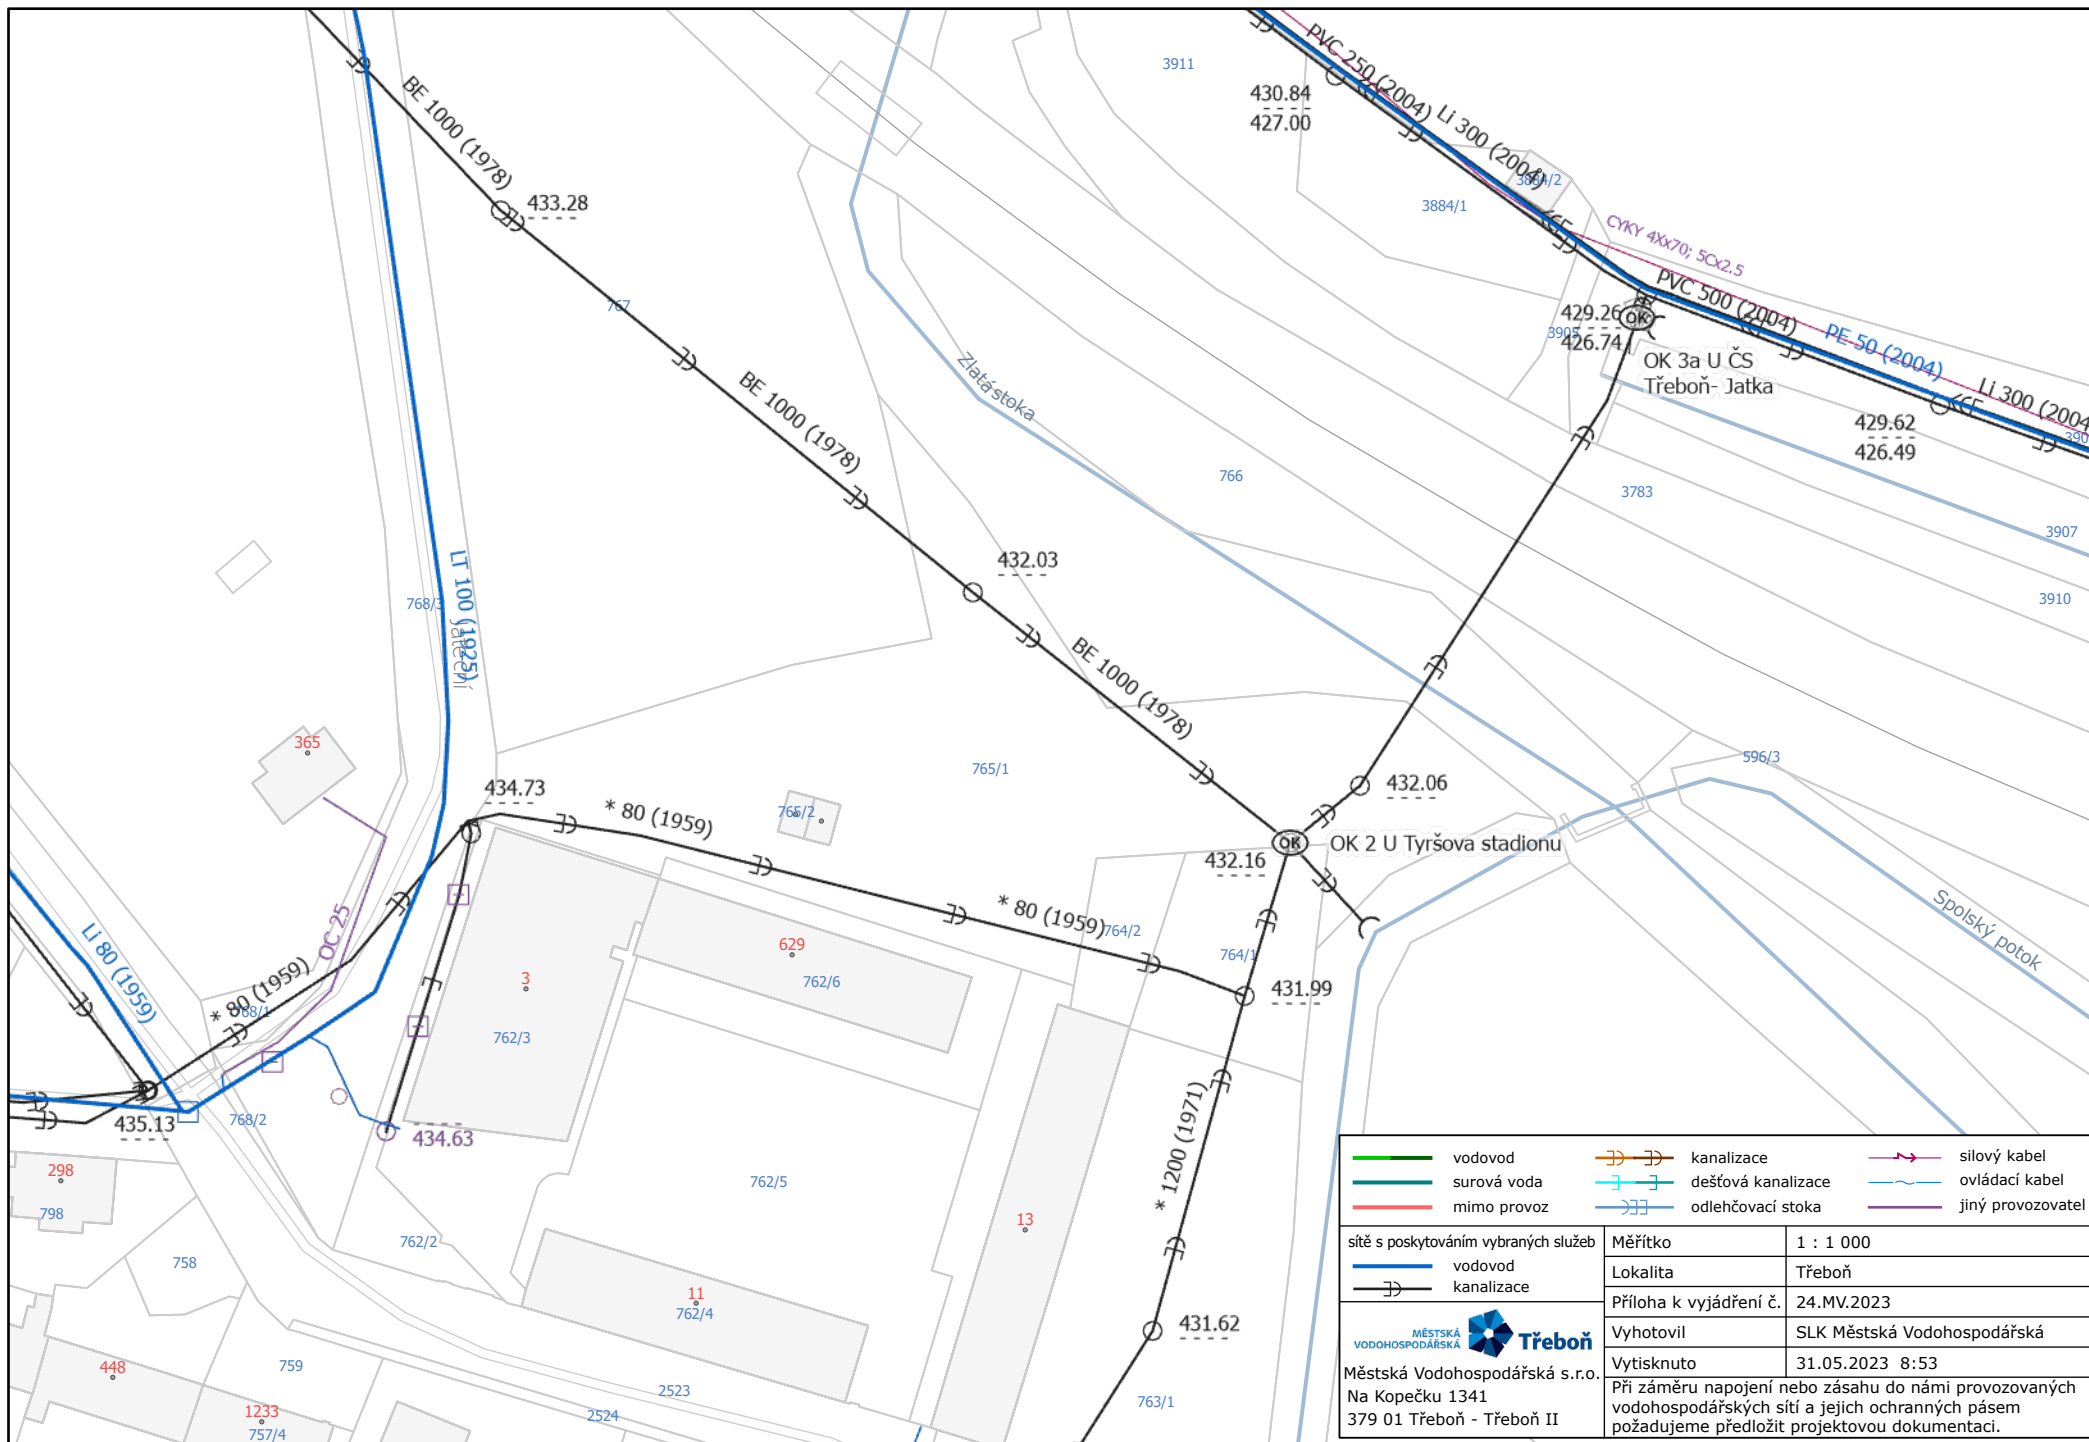 3911
PVC 250 (2004)
430.84
427.00
Li 300 (2004)
BE 1000 (1978)
433.28
3884/2
3884/1
CYKY 4Xx70; 5Cx2.5
767
PVC 500 (2004)
429.26
OK
3905
426.74
PE 50 (2004)
OK 3a U ČS
Třeboň- Jatka
Zlatá stoka
BE 1000 (1978)
Li 300 (2004
429.62
426.49
390
766
3783
3907
432.03
LT 100 (1925)
768/3
Jateční
3910
BE 1000 (1978)
365
765/1
596/3
434.73
432.06
* 80 (1959)
765/2
OK
OK 2 U Tyršova stadionu
432.16
OC 25
* 80 (1959)
Spolský potok
Li 80 (1959)
629
764/2
764/1
3
762/6
431.99
* 80 (1959)
768/1
762/3
768/2
435.13
434.63
* 1200 (1971)
298
798
762/5
13
758
762/2
11
762/4
431.62
448
759
2523
763/1
1233
2524
757/4
vodovod
kanalizace
silový kabel
surová voda
dešťová kanalizace
ovládací kabel
mimo provoz
odlehčovací stoka
jiný provozovatel
sítě s poskytováním vybraných služeb
vodovod
kanalizace
Měřítko 1 : 1 000
Lokalita Třeboň
Příloha k vyjádření č. 24.MV.2023
Vyhotovil SLK Městská Vodohospodářská
Vytisknuto 31.05.2023 8:53
MĚSTSKÁ
VODOHOSPODÁŘSKÁ
Třeboň
Městská Vodohospodářská s.r.o.
Na Kopečku 1341
379 01 Třeboň - Třeboň II
Při záměru napojení nebo zásahu do námi provozovaných
vodohospodářských sítí a jejich ochranných pásem
požadujeme předložit projektovou dokumentaci.